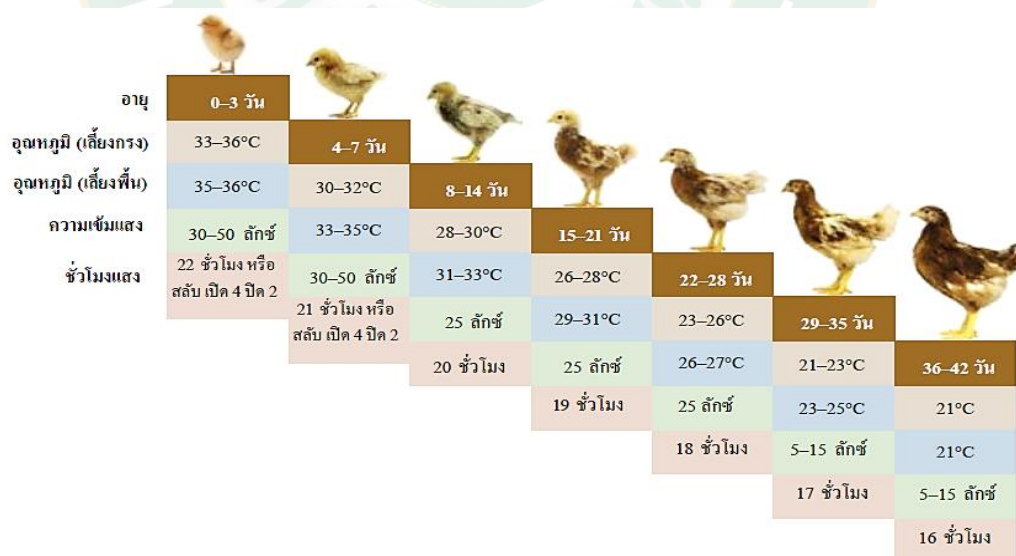 อายุ
0–3 วัน
อุณหภูมิ (เลี้ยงกรง)
33–36°C
4–7 วัน
อุณหภูมิ (เลี้ยงพื้น)
35–36°C
30–32°C
8–14 วัน
ความเข้มแสง
30–50 ลักซ์
33–35°C
28–30°C
15–21 วัน
ชั่วโมงแสง
22 ชั่วโมง หรือ
สลับ เปิด 4 ปิด 2
30–50 ลักซ์
31–33°C
26–28°C
22–28 วัน
21 ชั่วโมง หรือ
สลับ เปิด 4 ปิด 2
25 ลักซ์
29–31°C
23–26°C
29–35 วัน
20 ชั่วโมง
25 ลักซ์
26–27°C
21–23°C
36–42 วัน
19 ชั่วโมง
25 ลักซ์
23–25°C
21°C
18 ชั่วโมง
5–15 ลักซ์
21°C
17 ชั่วโมง
5–15 ลักซ์
16 ชั่วโมง